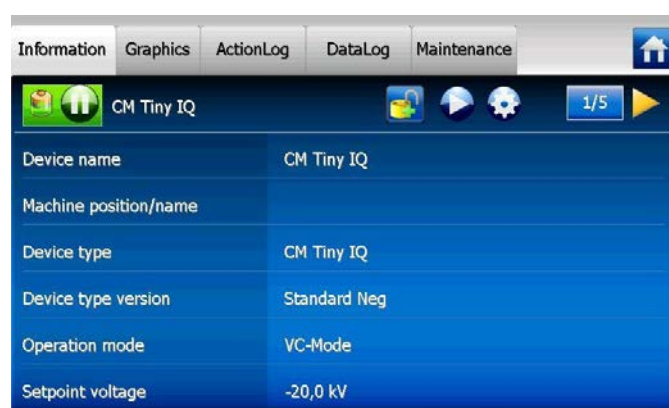 Information Graphics ActionLog DataLog Maintenance
CM Tiny IQ 1/5
Device name CM Tiny IQ
Machine position/name
Device type CM Tiny IQ
Device type version Standard Neg
Operation mode VC-Mode
Setpoint voltage -20,0 kV